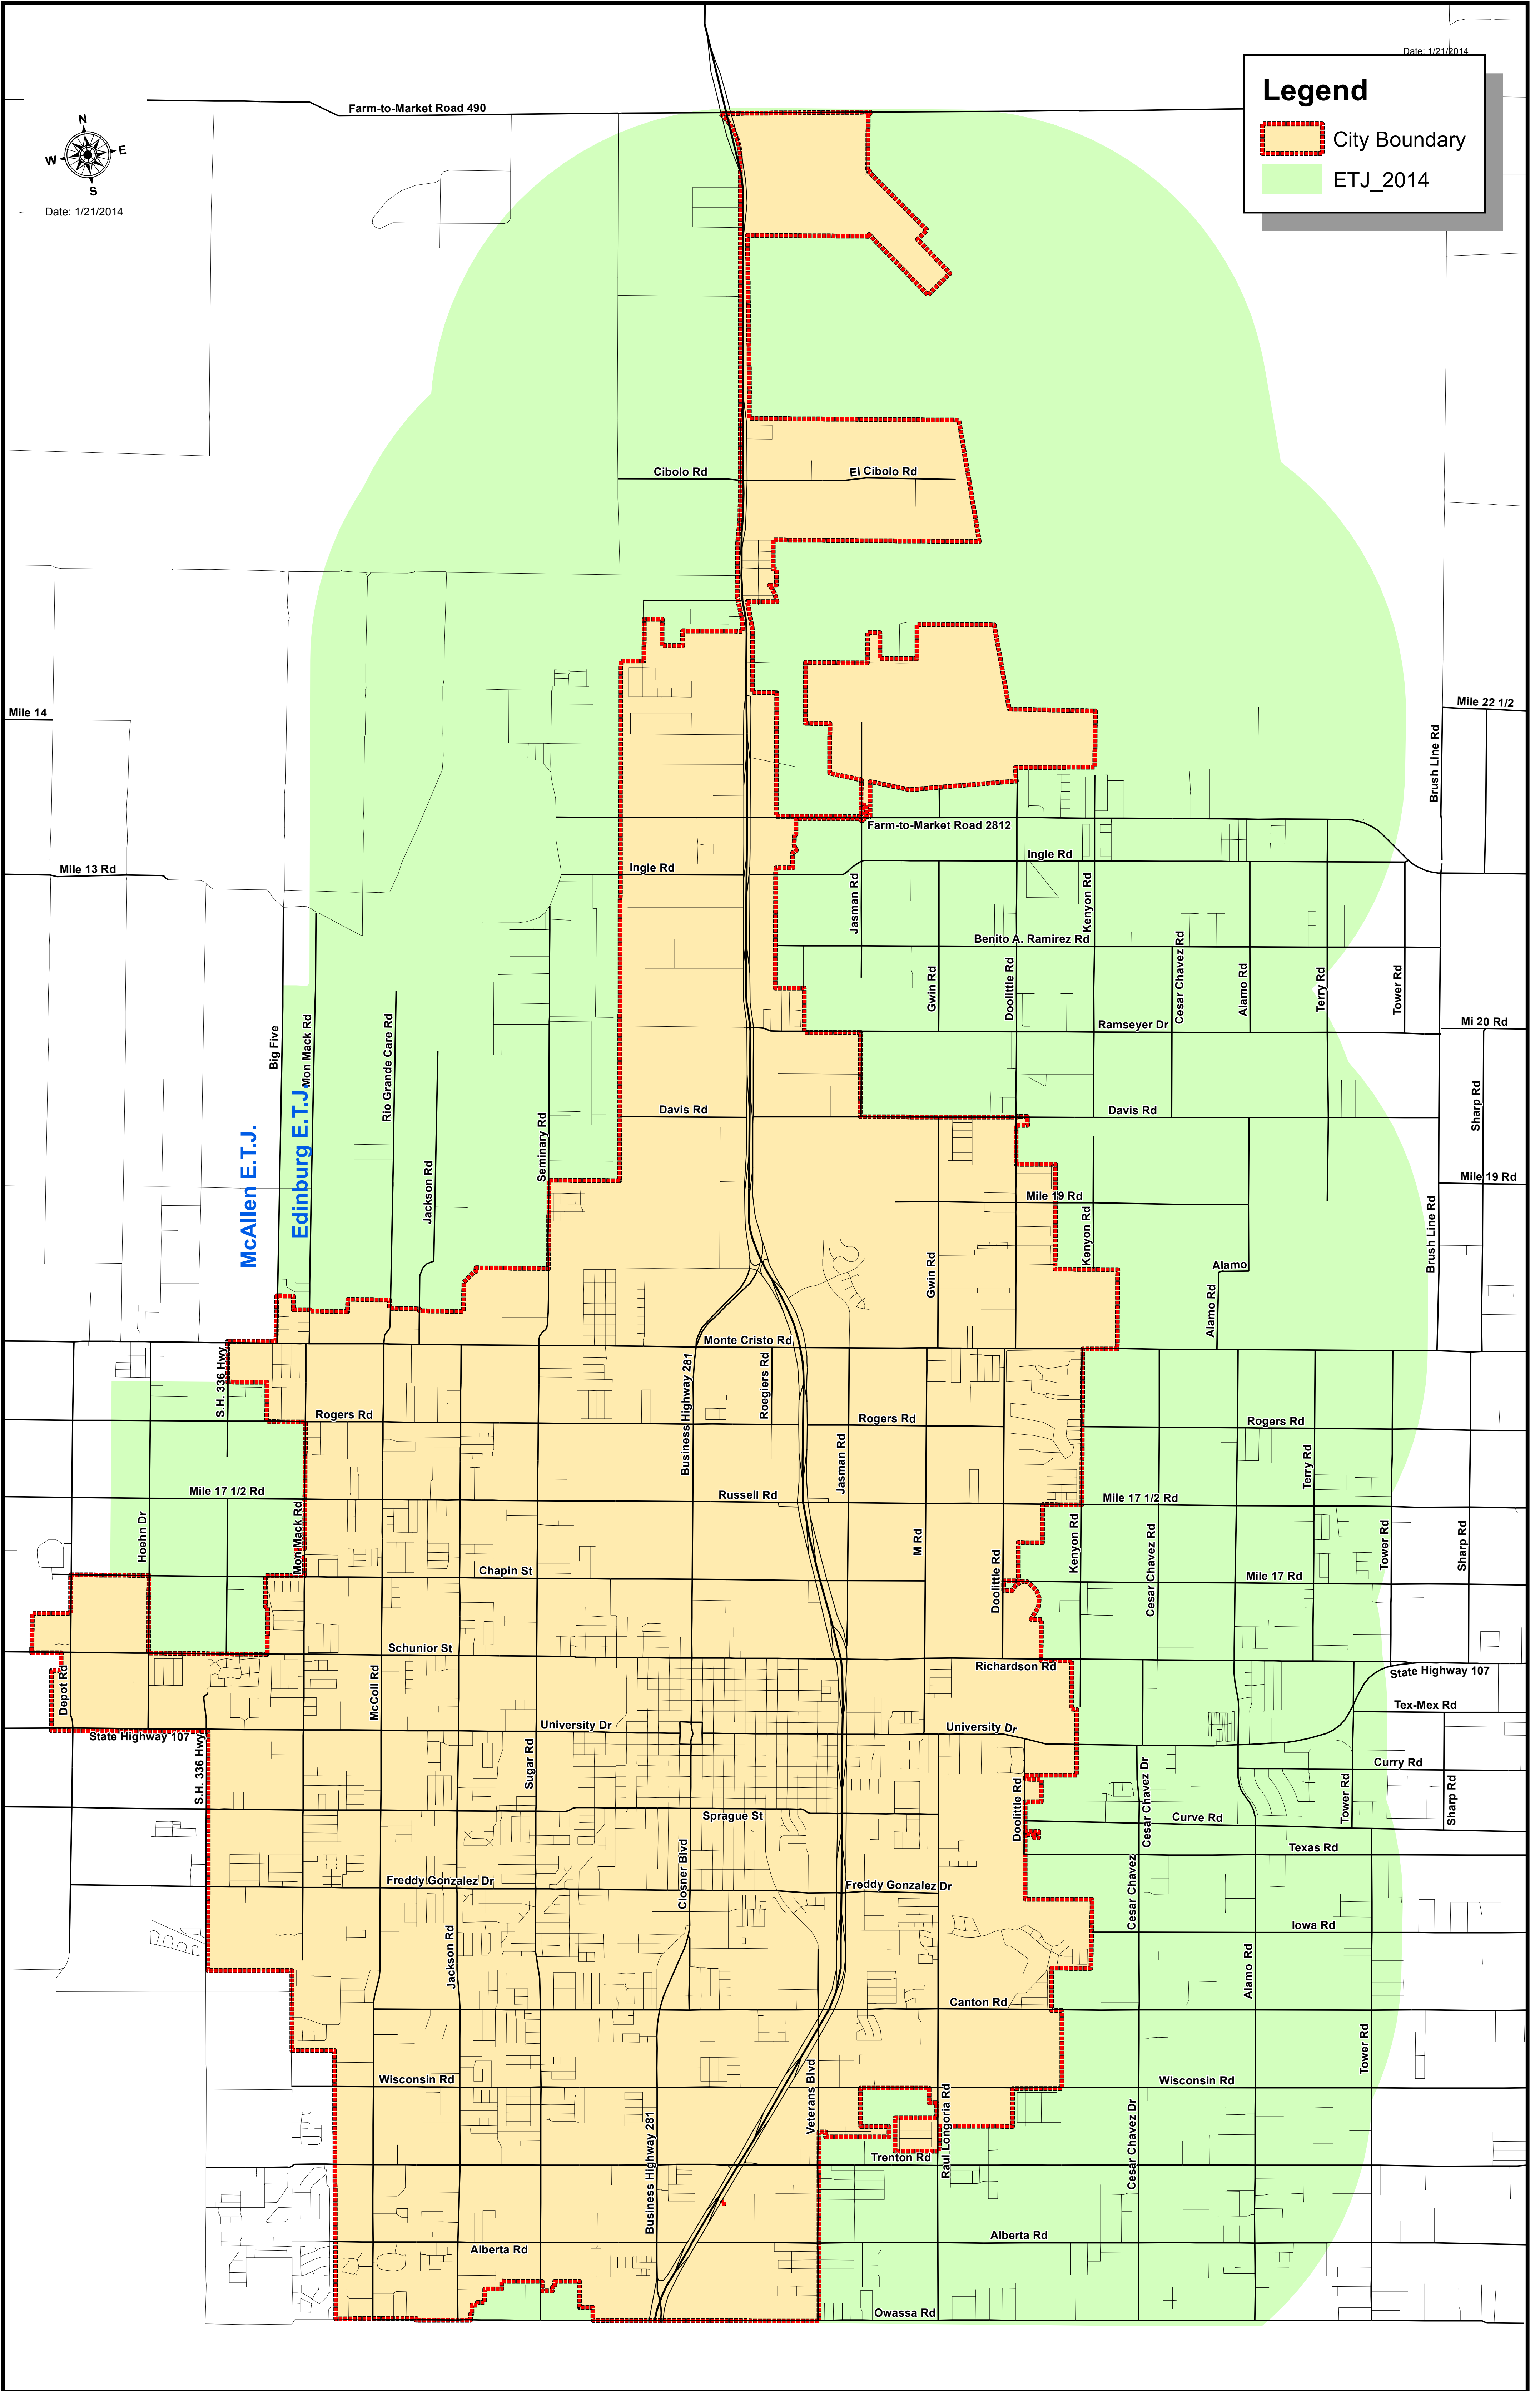 Date: 1/21/2014
Legend
City Boundary
ETJ_2014
N
W
E
S
Date: 1/21/2014
Farm-to-Market Road 490
Cibolo Rd
El Cibolo Rd
Mile 14
Mile 22 1/2
Brush Line Rd
Farm-to-Market Road 2812
Mile 13 Rd
Ingle Rd
Ingle Rd
Jasman Rd
Kenyon Rd
Benito A. Ramirez Rd
Gwin Rd
Doolittle Rd
Cesar Chavez Rd
Alamo Rd
Terry Rd
Tower Rd
Big Five
Mon Mack Rd
Rio Grande Care Rd
Ramseyer Dr
Mi 20 Rd
McAllen E.T.J.
Edinburg E.T.J.
Jackson Rd
Seminary Rd
Davis Rd
Davis Rd
Sharp Rd
Mile 19 Rd
Mile 19 Rd
Gwin Rd
Kenyon Rd
Alamo
Alamo Rd
Brush Line Rd
Monte Cristo Rd
S.H. 336 Hwy
Rogers Rd
Business Highway 281
Roegiers Rd
Rogers Rd
Rogers Rd
Jasman Rd
Terry Rd
Mile 17 1/2 Rd
Russell Rd
Mile 17 1/2 Rd
Hoehn Dr
Mon Mack Rd
M Rd
Kenyon Rd
Cesar Chavez Rd
Tower Rd
Sharp Rd
Chapin St
Doolittle Rd
Mile 17 Rd
Schunior St
Richardson Rd
State Highway 107
Depot Rd
McColl Rd
Tex-Mex Rd
State Highway 107
University Dr
University Dr
S.H. 336 Hwy
Sugar Rd
Curry Rd
Doolittle Rd
Cesar Chavez Dr
Tower Rd
Sharp Rd
Sprague St
Curve Rd
Texas Rd
Closner Blvd
Freddy Gonzalez Dr
Freddy Gonzalez Dr
Cesar Chavez
Iowa Rd
Jackson Rd
Alamo Rd
Canton Rd
Tower Rd
Wisconsin Rd
Wisconsin Rd
Veterans Blvd
Raul Longoria Rd
Business Highway 281
Trenton Rd
Cesar Chavez Dr
Alberta Rd
Alberta Rd
Owassa Rd